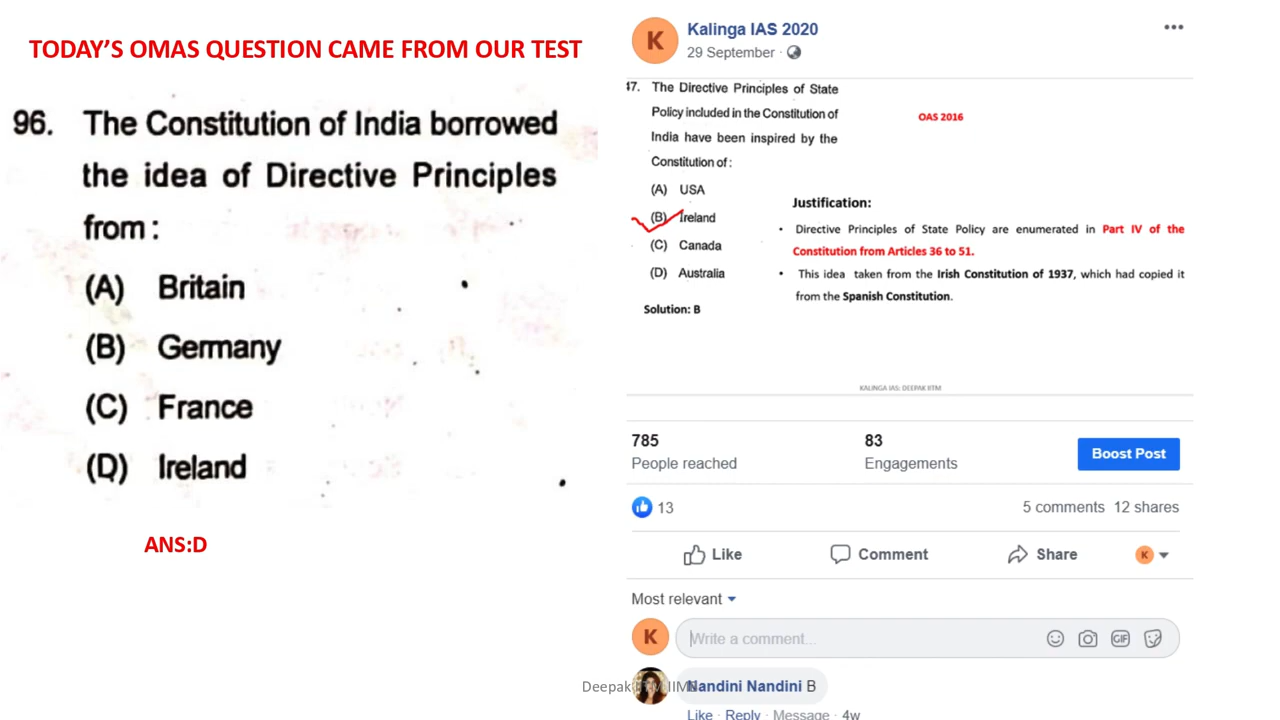 TODAY’S OMAS QUESTION CAME FROM OUR TEST
96. The Constitution of India borrowed
the idea of Directive Principles
from :
(A) Britain
(B) Germany
(C) France
(D) Ireland
ANS:D
K
Kalinga IAS 2020
29 September ·
17. The Directive Principles of State
Policy included in the Constitution of
India have been inspired by the
Constitution of :
OAS 2016
(A) USA
(B) Ireland
(C) Canada
(D) Australia
Solution: B
Justification:
• Directive Principles of State Policy are enumerated in Part IV of the
Constitution from Articles 36 to 51.
• This idea taken from the Irish Constitution of 1937, which had copied it
from the Spanish Constitution.
KALINGA IAS: DEEPAK IITM
785
People reached
83
Engagements
Boost Post
13
5 comments 12 shares
Like
Comment
Share
K
Most relevant
K
Write a comment...
GIF
Deepak
Nandini Nandini B
Like · Reply · Message · 4w